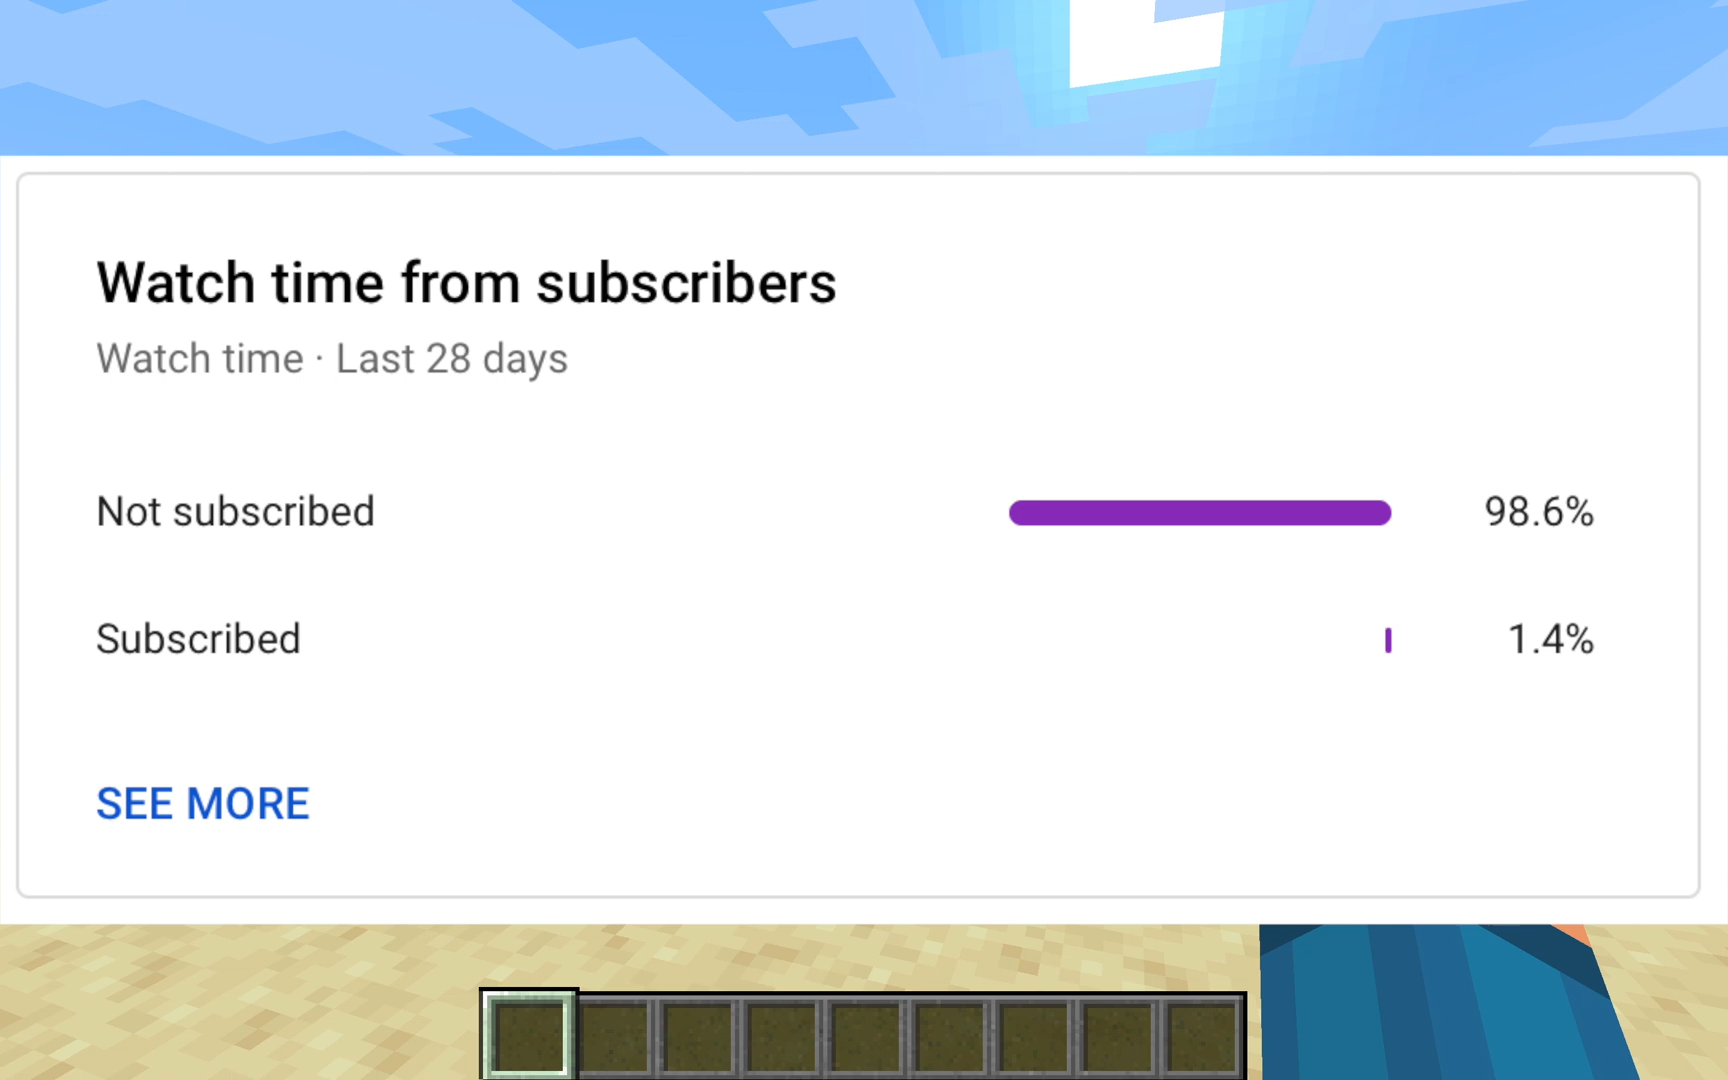 Watch time from subscribers
Watch time · Last 28 days
Not subscribed 98.6%
Subscribed 1.4%
SEE MORE